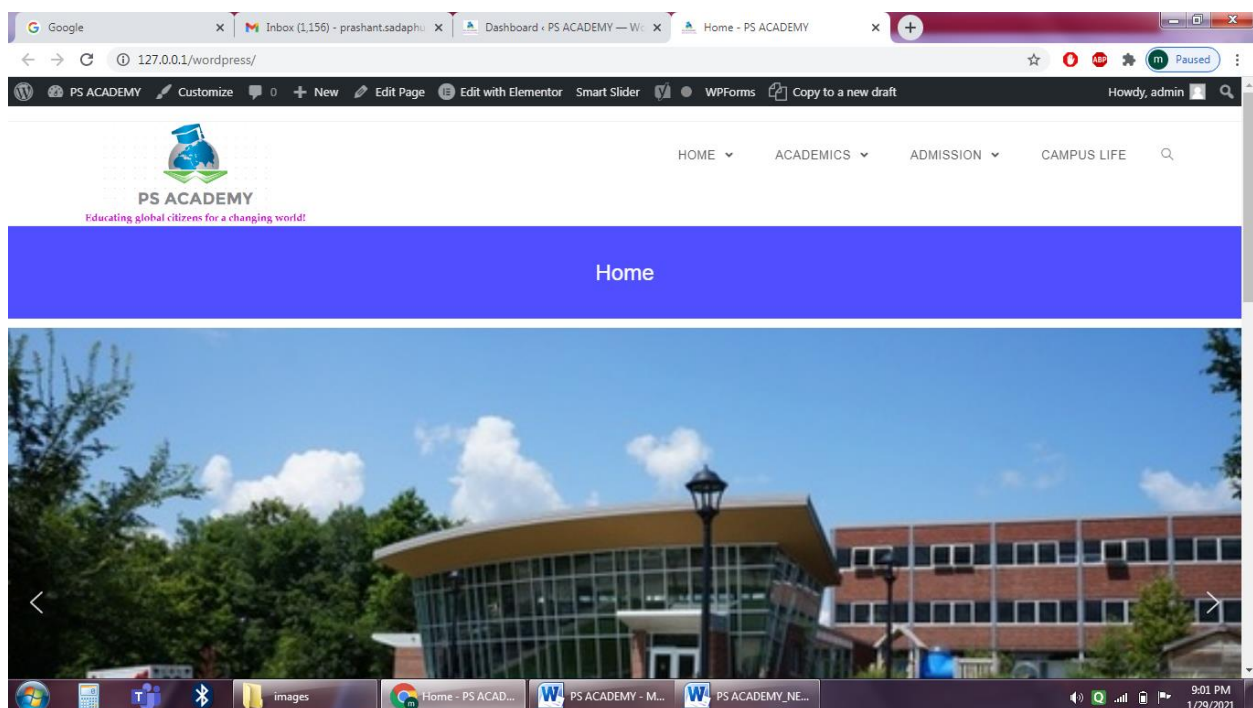 Google
Inbox (1,156) - prashant.sadaphu
Dashboard ‹ PS ACADEMY — Wo
Home - PS ACADEMY
127.0.0.1/wordpress/
ABP
m
Paused
PS ACADEMY
Customize
0
New
Edit Page
Edit with Elementor
Smart Slider
WPForms
Copy to a new draft
Howdy, admin
PS ACADEMY
Educating global citizens for a changing world!
HOME
ACADEMICS
ADMISSION
CAMPUS LIFE
Home
images
Home - PS ACAD...
PS ACADEMY - M...
PS ACADEMY_NE...
9:01 PM
1/29/2021